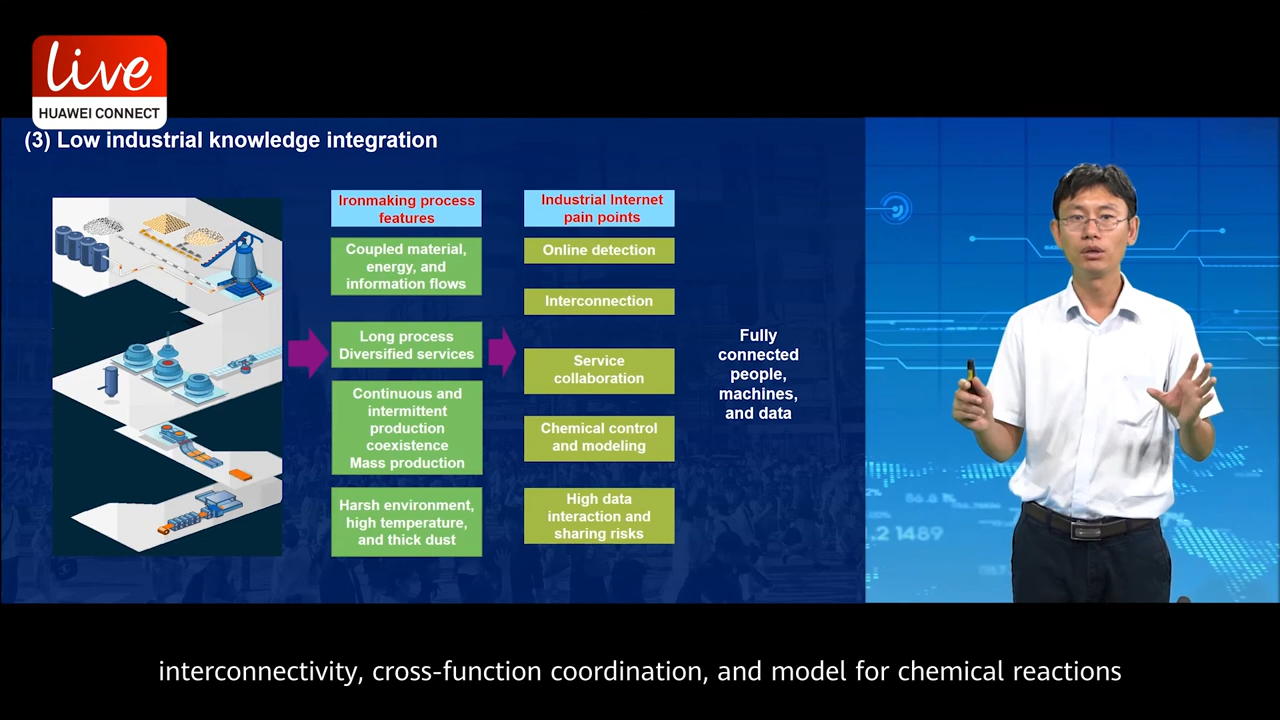 live
HUAWEI CONNECT
(3) Low industrial knowledge integration
Ironmaking process
features
Coupled material,
energy, and
information flows
Long process
Diversified services
Continuous and
intermittent
production
coexistence
Mass production
Harsh environment,
high temperature,
and thick dust
Industrial Internet
pain points
Online detection
Interconnection
Service
collaboration
Chemical control
and modeling
High data
interaction and
sharing risks
Fully
connected
people,
machines,
and data
.2 1489
interconnectivity, cross-function coordination, and model for chemical reactions